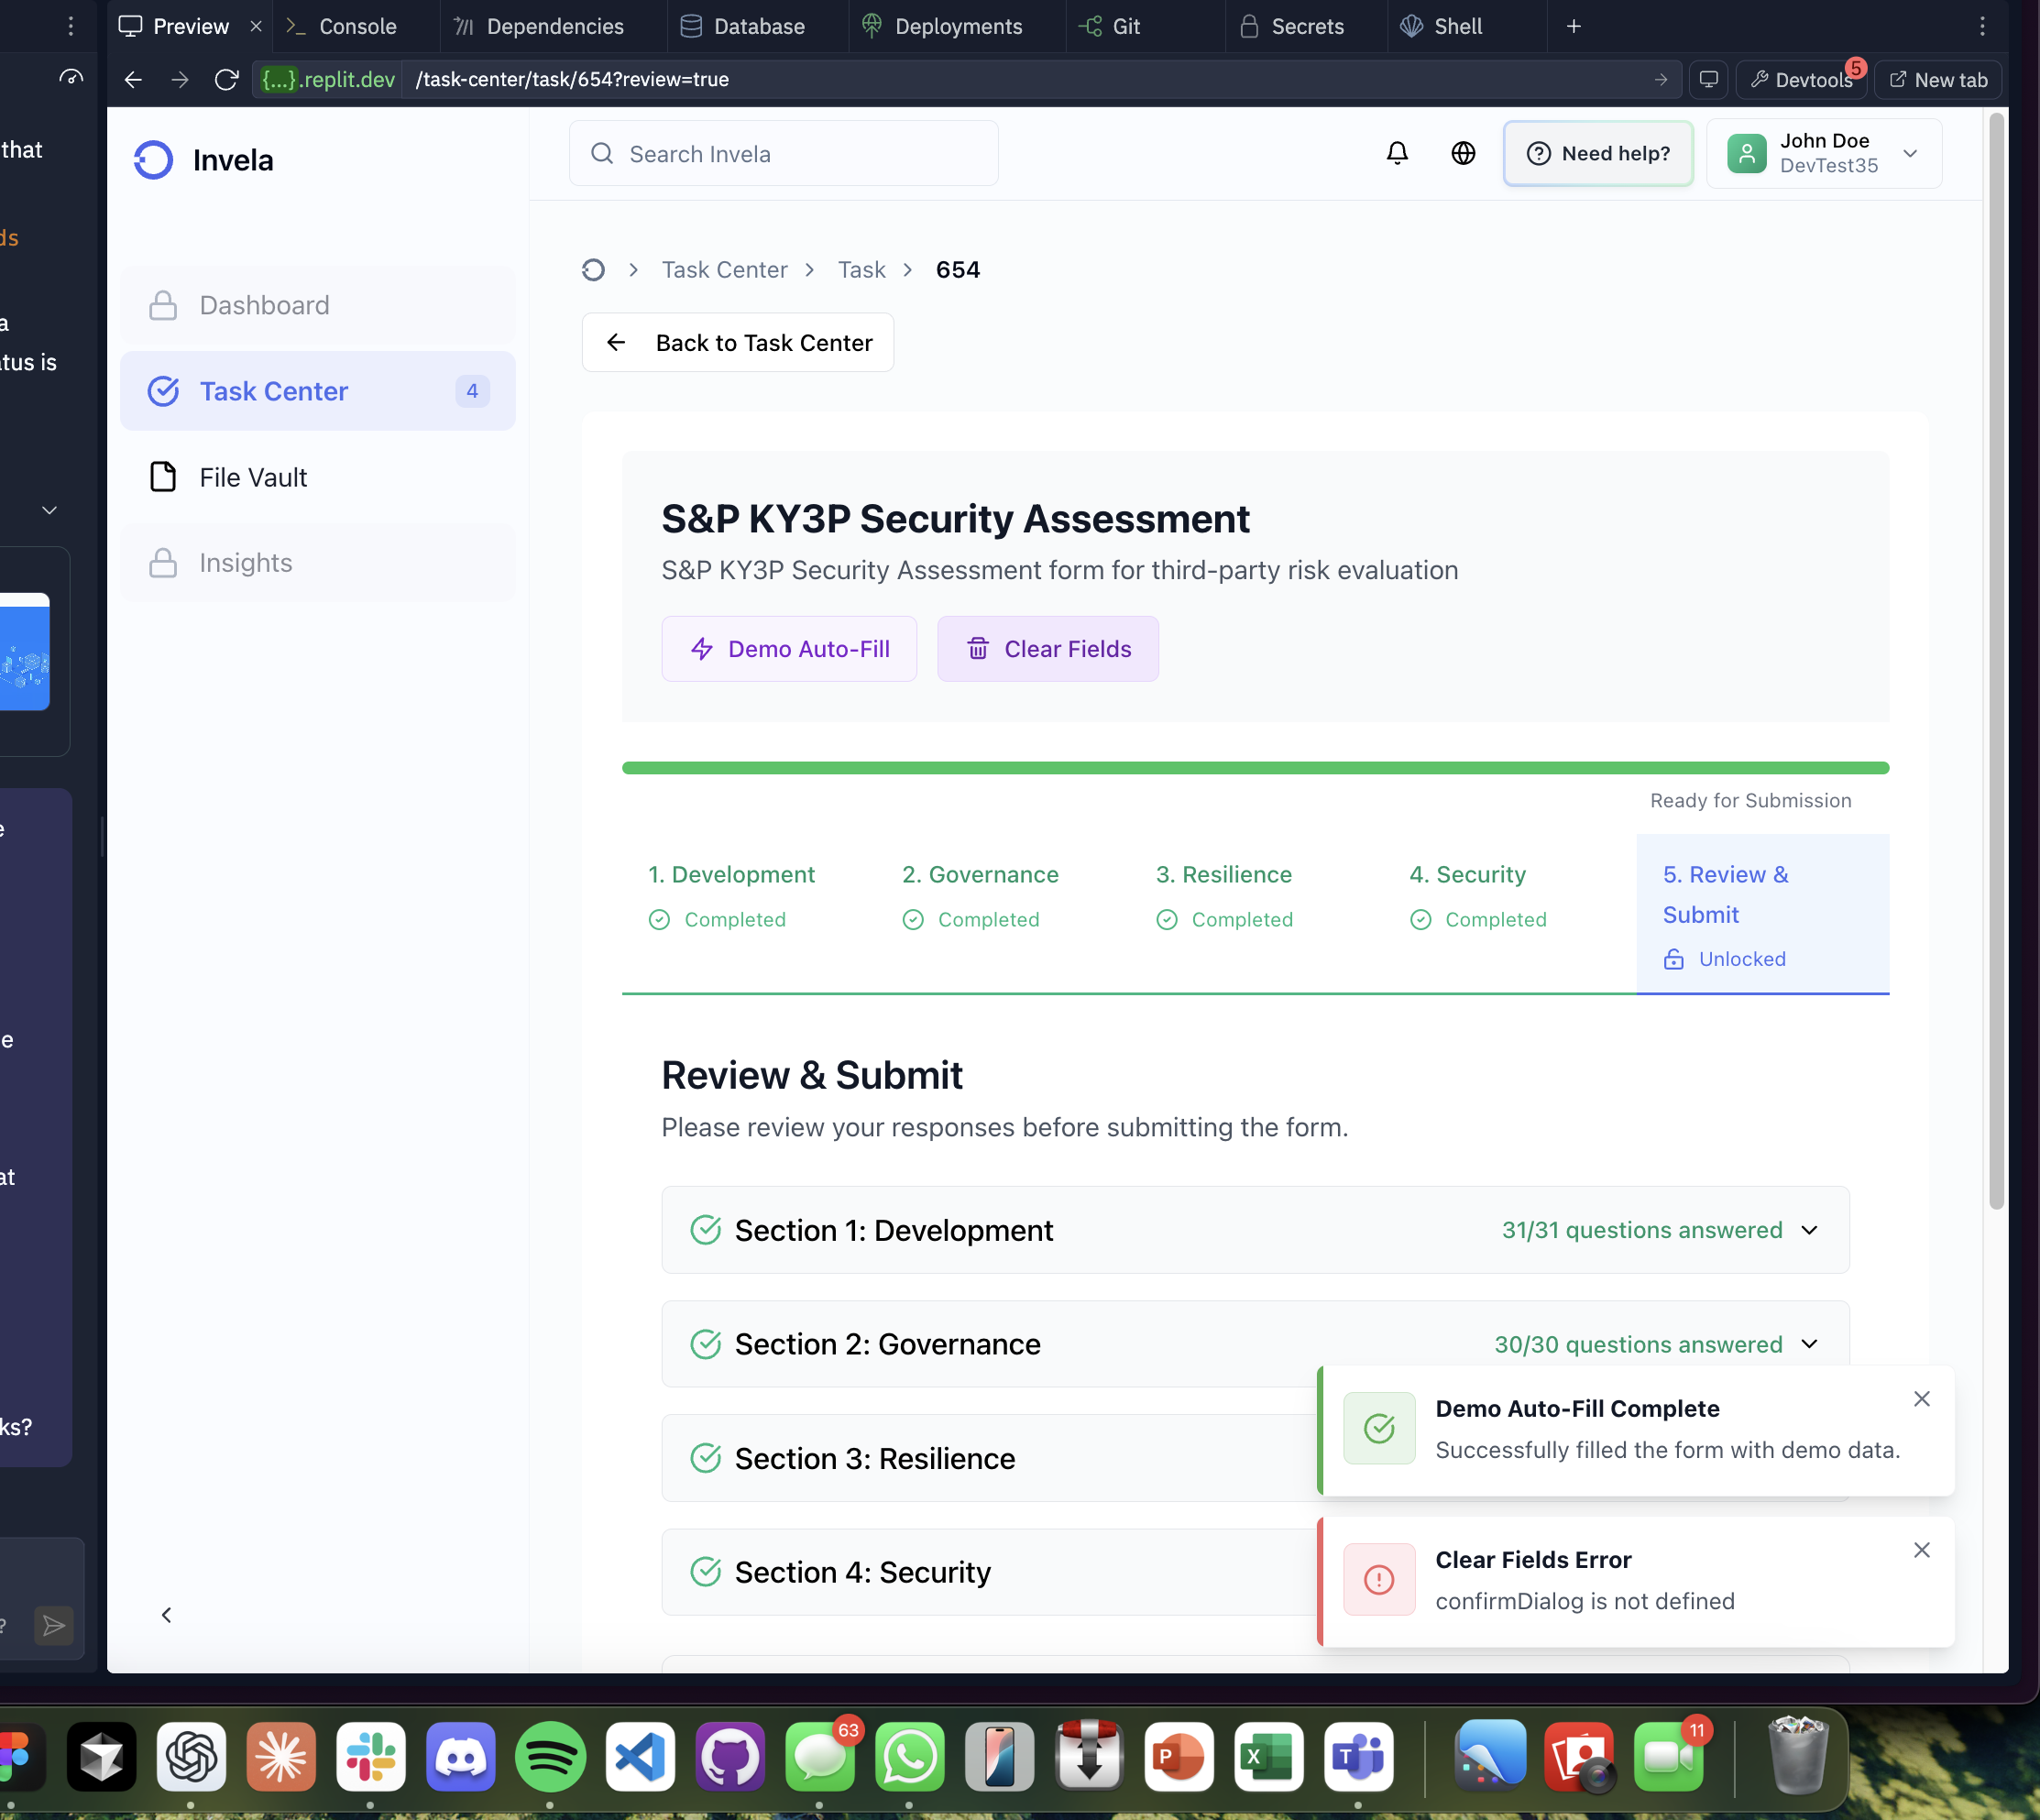 Preview
Console
Dependencies
Database
Deployments
Git
Secrets
Shell
{...}.replit.dev
/task-center/task/654?review=true
Devtools
5
New tab
that
ds
a
tus is
e
e
at
ks?
?
Invela
Search Invela
Need help?
John Doe
DevTest35
Dashboard
Task Center
4
File Vault
Insights
Task Center
Task
654
Back to Task Center
S&P KY3P Security Assessment
S&P KY3P Security Assessment form for third-party risk evaluation
Demo Auto-Fill
Clear Fields
Ready for Submission
1. Development
Completed
2. Governance
Completed
3. Resilience
Completed
4. Security
Completed
5. Review &
Submit
Unlocked
Review & Submit
Please review your responses before submitting the form.
Section 1: Development
31/31 questions answered
Section 2: Governance
30/30 questions answered
Section 3: Resilience
Section 4: Security
Demo Auto-Fill Complete
Successfully filled the form with demo data.
Clear Fields Error
confirmDialog is not defined
63
P
X
T
11